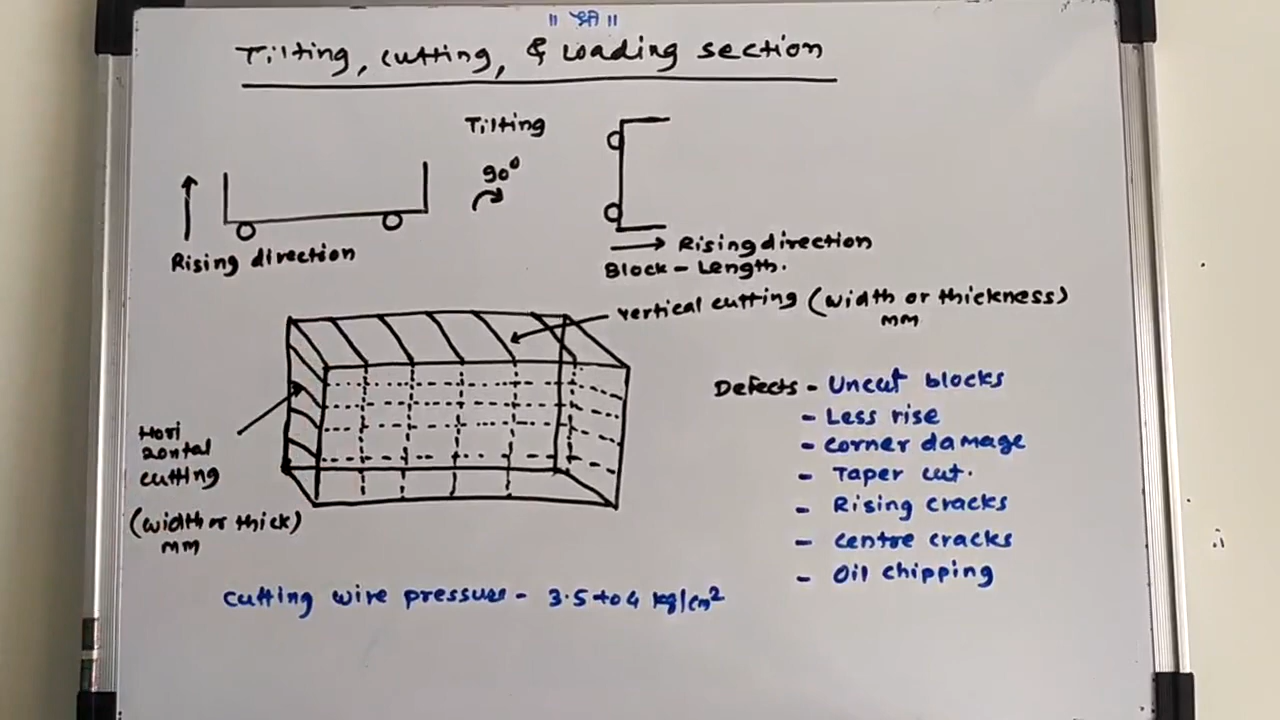 ॥ श्री ॥
Tilting, cutting, & Loading section
Tilting
90°
Rising direction
Rising direction
Block - Length.
vertical cutting (width or thickness)
mm
Hori
zontal
cutting
(width or thick)
mm
Defects - Uncut blocks
- Less rise
- Corner damage
- Taper cut.
- Rising cracks
- Centre cracks
- Oil chipping
Cutting wire pressure - 3.5 to 4 kg/cm²